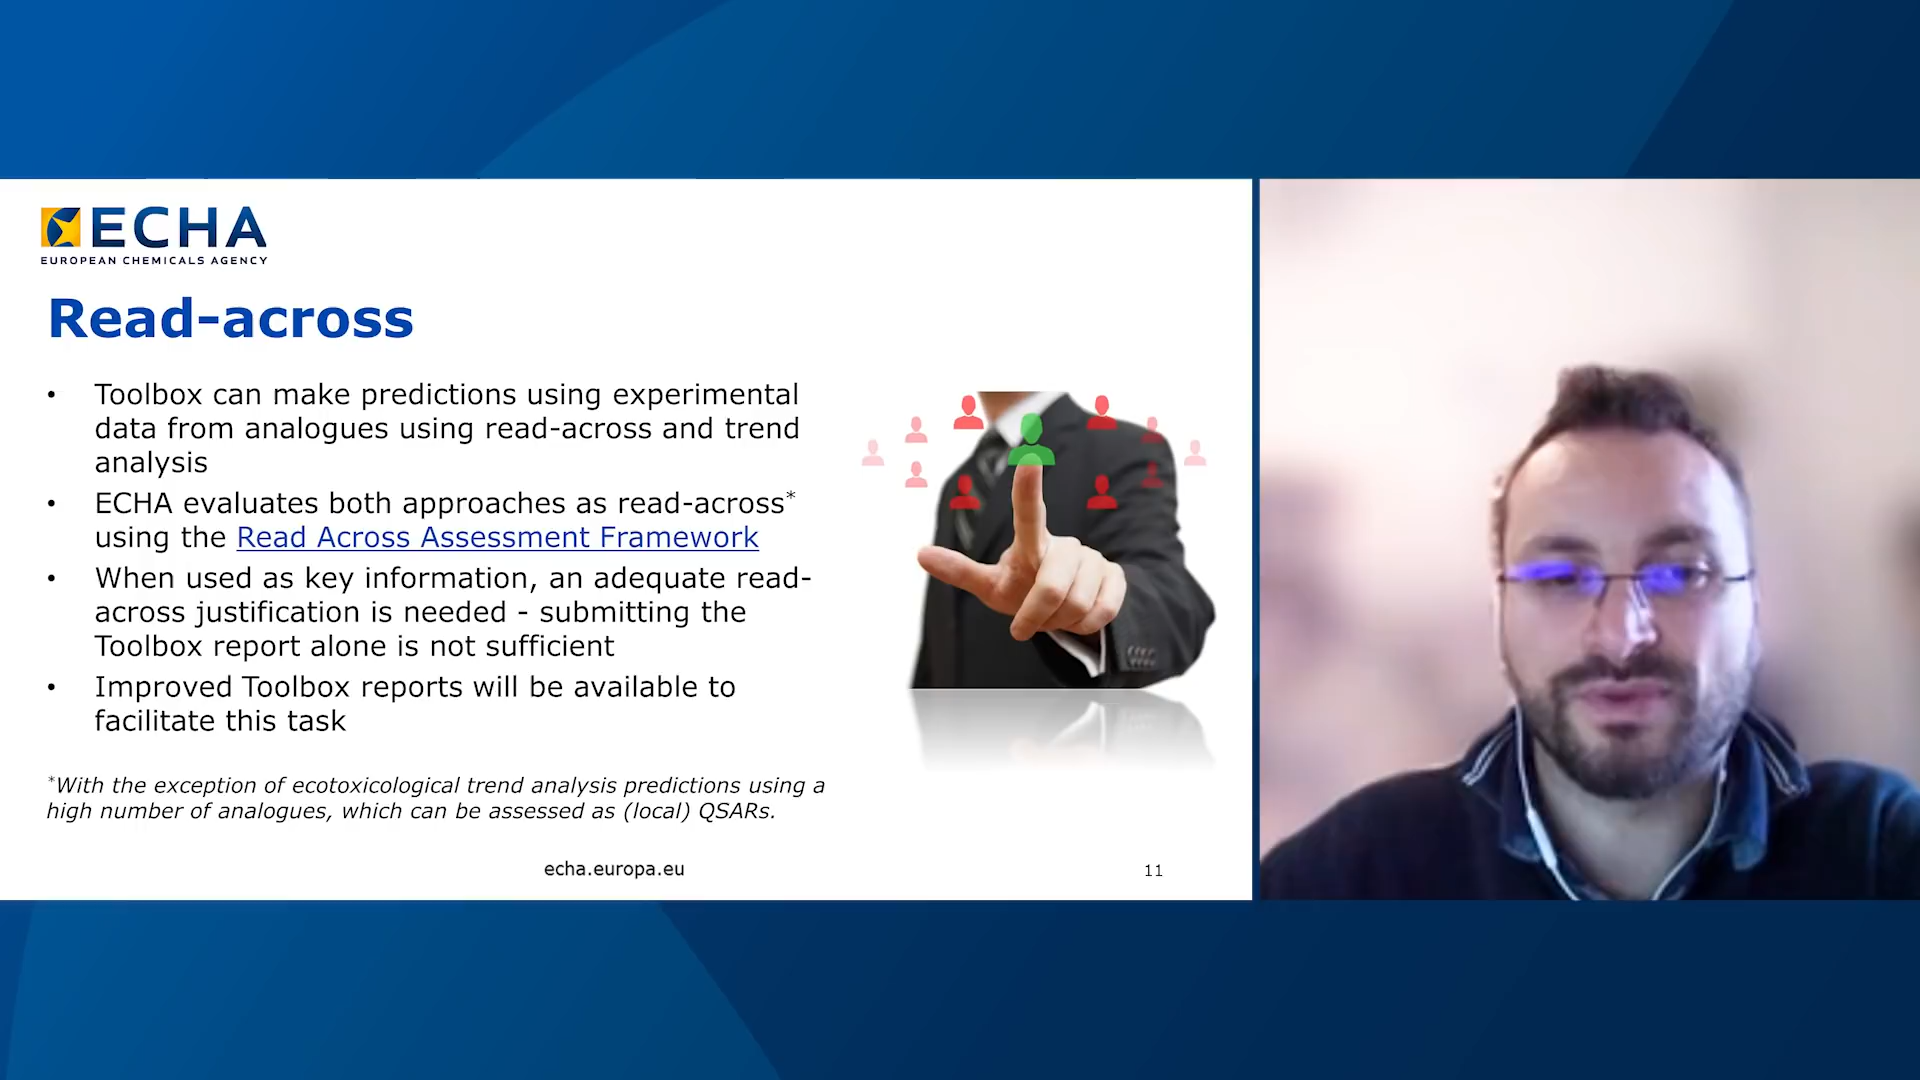 ECHA
EUROPEAN CHEMICALS AGENCY
Read-across
• Toolbox can make predictions using experimental
data from analogues using read-across and trend
analysis
• ECHA evaluates both approaches as read-across*
using the Read Across Assessment Framework
• When used as key information, an adequate read-
across justification is needed - submitting the
Toolbox report alone is not sufficient
• Improved Toolbox reports will be available to
facilitate this task
*With the exception of ecotoxicological trend analysis predictions using a
high number of analogues, which can be assessed as (local) QSARs.
echa.europa.eu
11